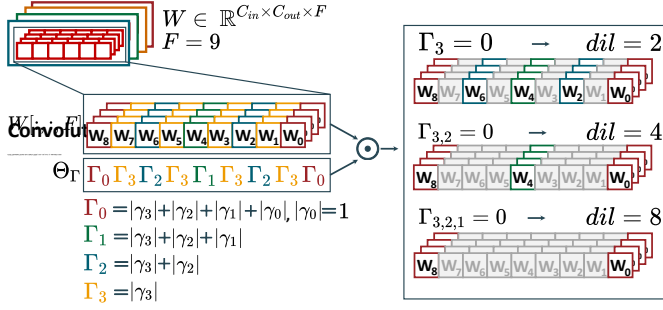 W ∈ ℝ^{C_{in}×C_{out}×F}
F = 9
W_8 W_7 W_6 W_5 W_4 W_3 W_2 W_1 W_0
Θ_Γ Γ_0 Γ_3 Γ_2 Γ_3 Γ_1 Γ_3 Γ_2 Γ_3 Γ_0
Γ_0 =|γ_3|+|γ_2|+|γ_1|+|γ_0|, |γ_0|=1
Γ_1 =|γ_3|+|γ_2|+|γ_1|
Γ_2 =|γ_3|+|γ_2|
Γ_3 =|γ_3|
Γ_3 = 0 → dil = 2
W_8 W_7 W_6 W_5 W_4 W_3 W_2 W_1 W_0
Γ_{3,2} = 0 → dil = 4
W_8 W_7 W_6 W_5 W_4 W_3 W_2 W_1 W_0
Γ_{3,2,1} = 0 → dil = 8
W_8 W_7 W_6 W_5 W_4 W_3 W_2 W_1 W_0